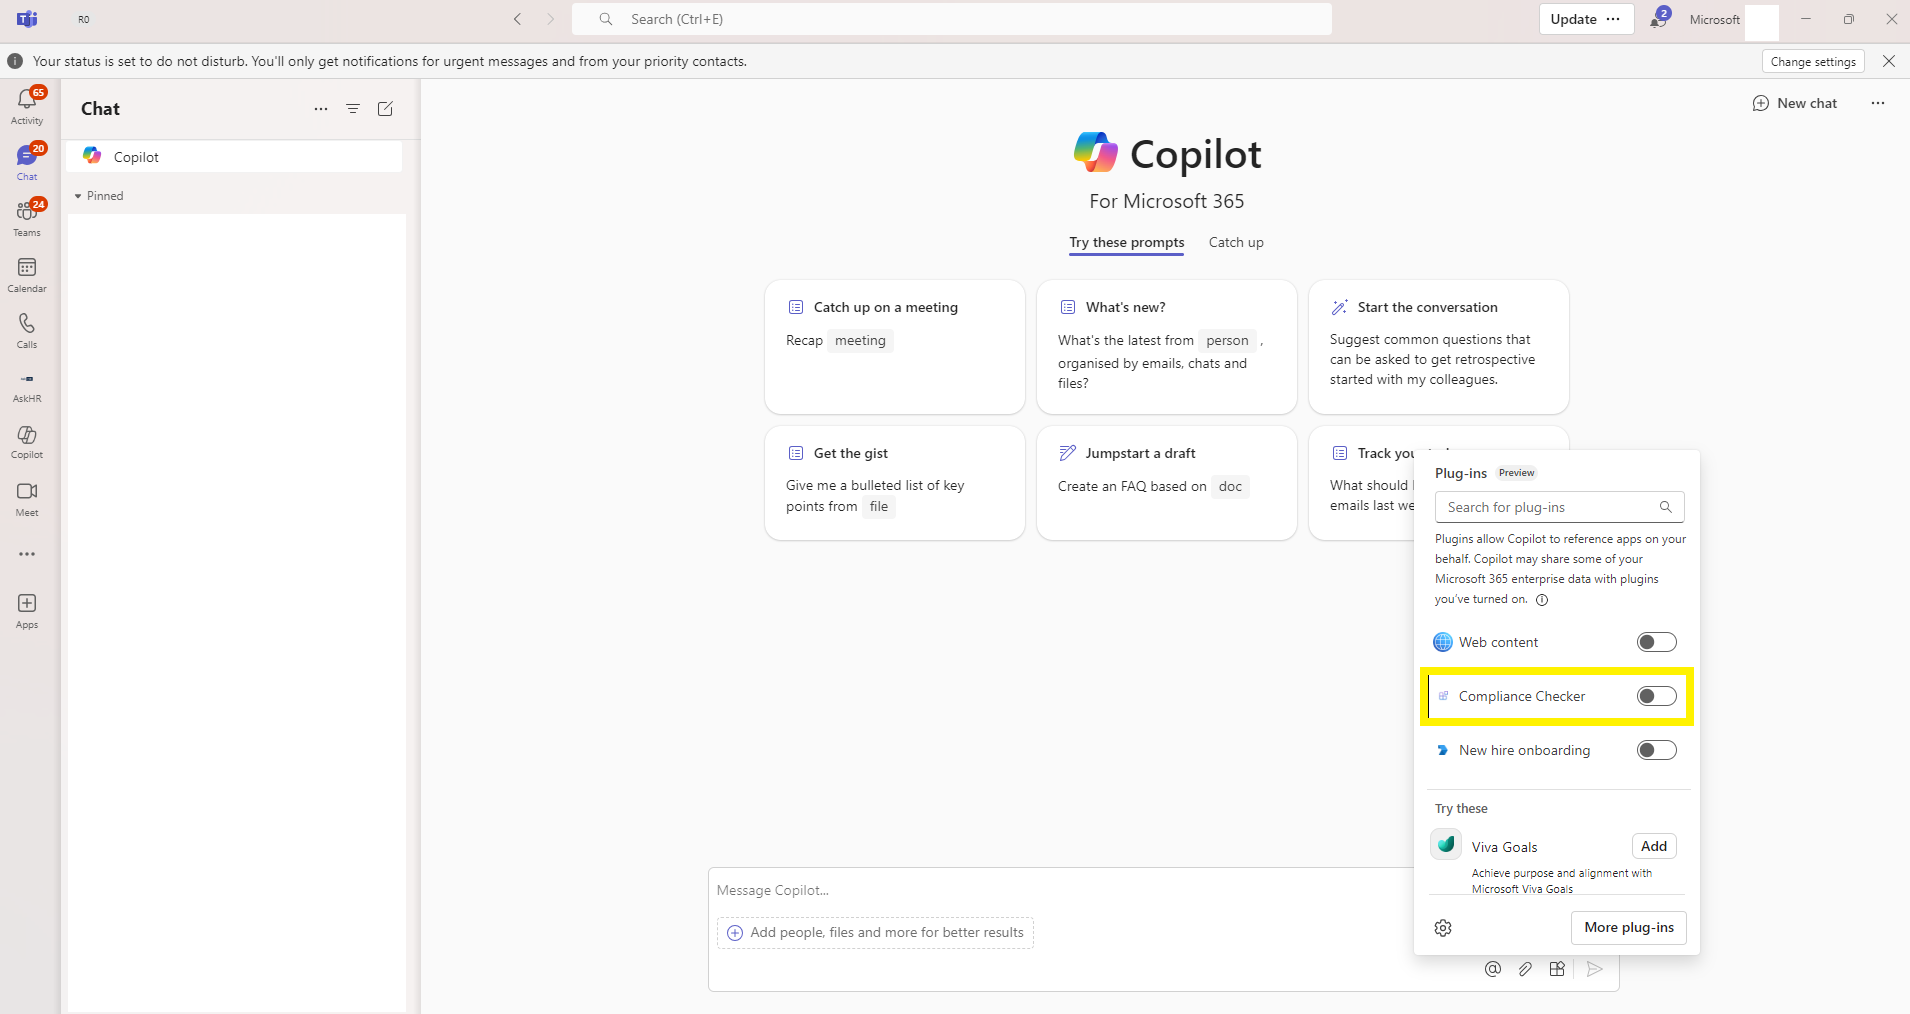 R0
Search (Ctrl+E)
Update
2
Microsoft
Your status is set to do not disturb. You'll only get notifications for urgent messages and from your priority contacts.
Change settings
65
Activity
20
Chat
24
Teams
Calendar
Calls
AskHR
Copilot
Meet
Apps
Chat
Copilot
Pinned
New chat
Copilot
For Microsoft 365
Try these prompts
Catch up
Catch up on a meeting
Recap meeting
What's new?
What's the latest from person ,
organised by emails, chats and
files?
Start the conversation
Suggest common questions that
can be asked to get retrospective
started with my colleagues.
Get the gist
Give me a bulleted list of key
points from file
Jumpstart a draft
Create an FAQ based on doc
Track you
What should
emails last we
Plug-ins Preview
Search for plug-ins
Plugins allow Copilot to reference apps on your
behalf. Copilot may share some of your
Microsoft 365 enterprise data with plugins
you've turned on.
Web content
Compliance Checker
New hire onboarding
Try these
Viva Goals
Add
Achieve purpose and alignment with
Microsoft Viva Goals
More plug-ins
Message Copilot...
Add people, files and more for better results